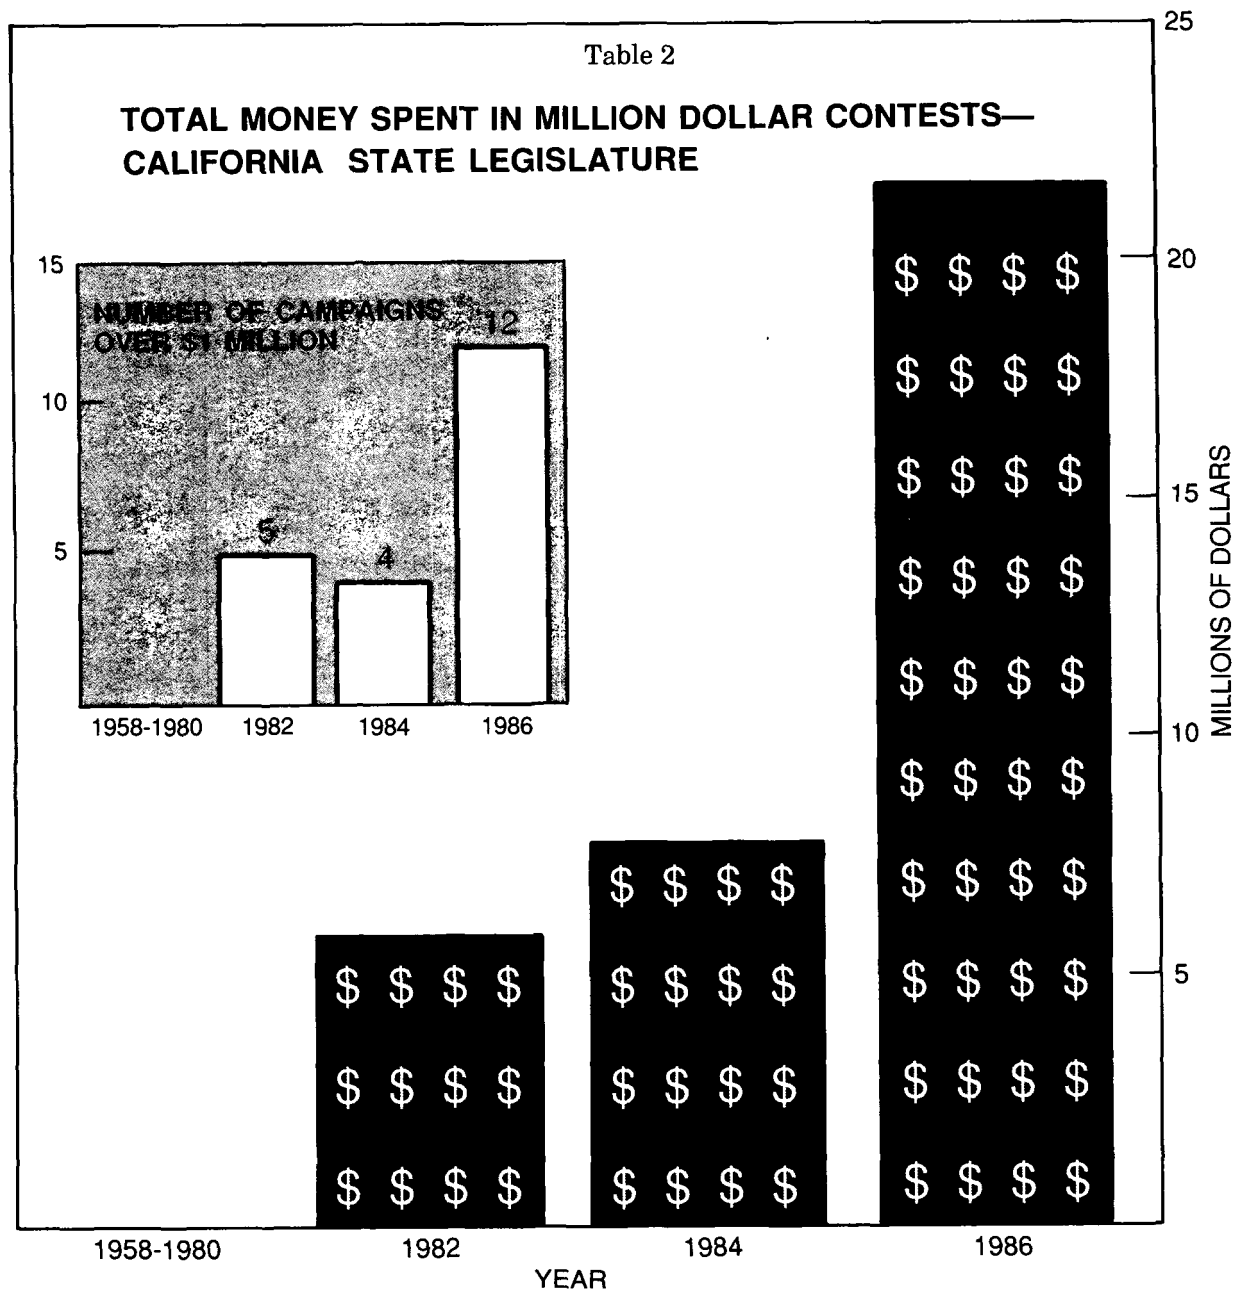 Table 2
TOTAL MONEY SPENT IN MILLION DOLLAR CONTESTS—
CALIFORNIA STATE LEGISLATURE
25
20
15
10
5
MILLIONS OF DOLLARS
NUMBER OF CAMPAIGNS
OVER $1 MILLION
15
10
5
5
4
12
1958-1980 1982 1984 1986
$ $ $ $
$ $ $ $
$ $ $ $
$ $ $ $
$ $ $ $
$ $ $ $
$ $ $ $ $ $ $ $
$ $ $ $ $ $ $ $ $ $ $ $
$ $ $ $ $ $ $ $ $ $ $ $
$ $ $ $ $ $ $ $ $ $ $ $
1958-1980 1982 1984 1986
YEAR